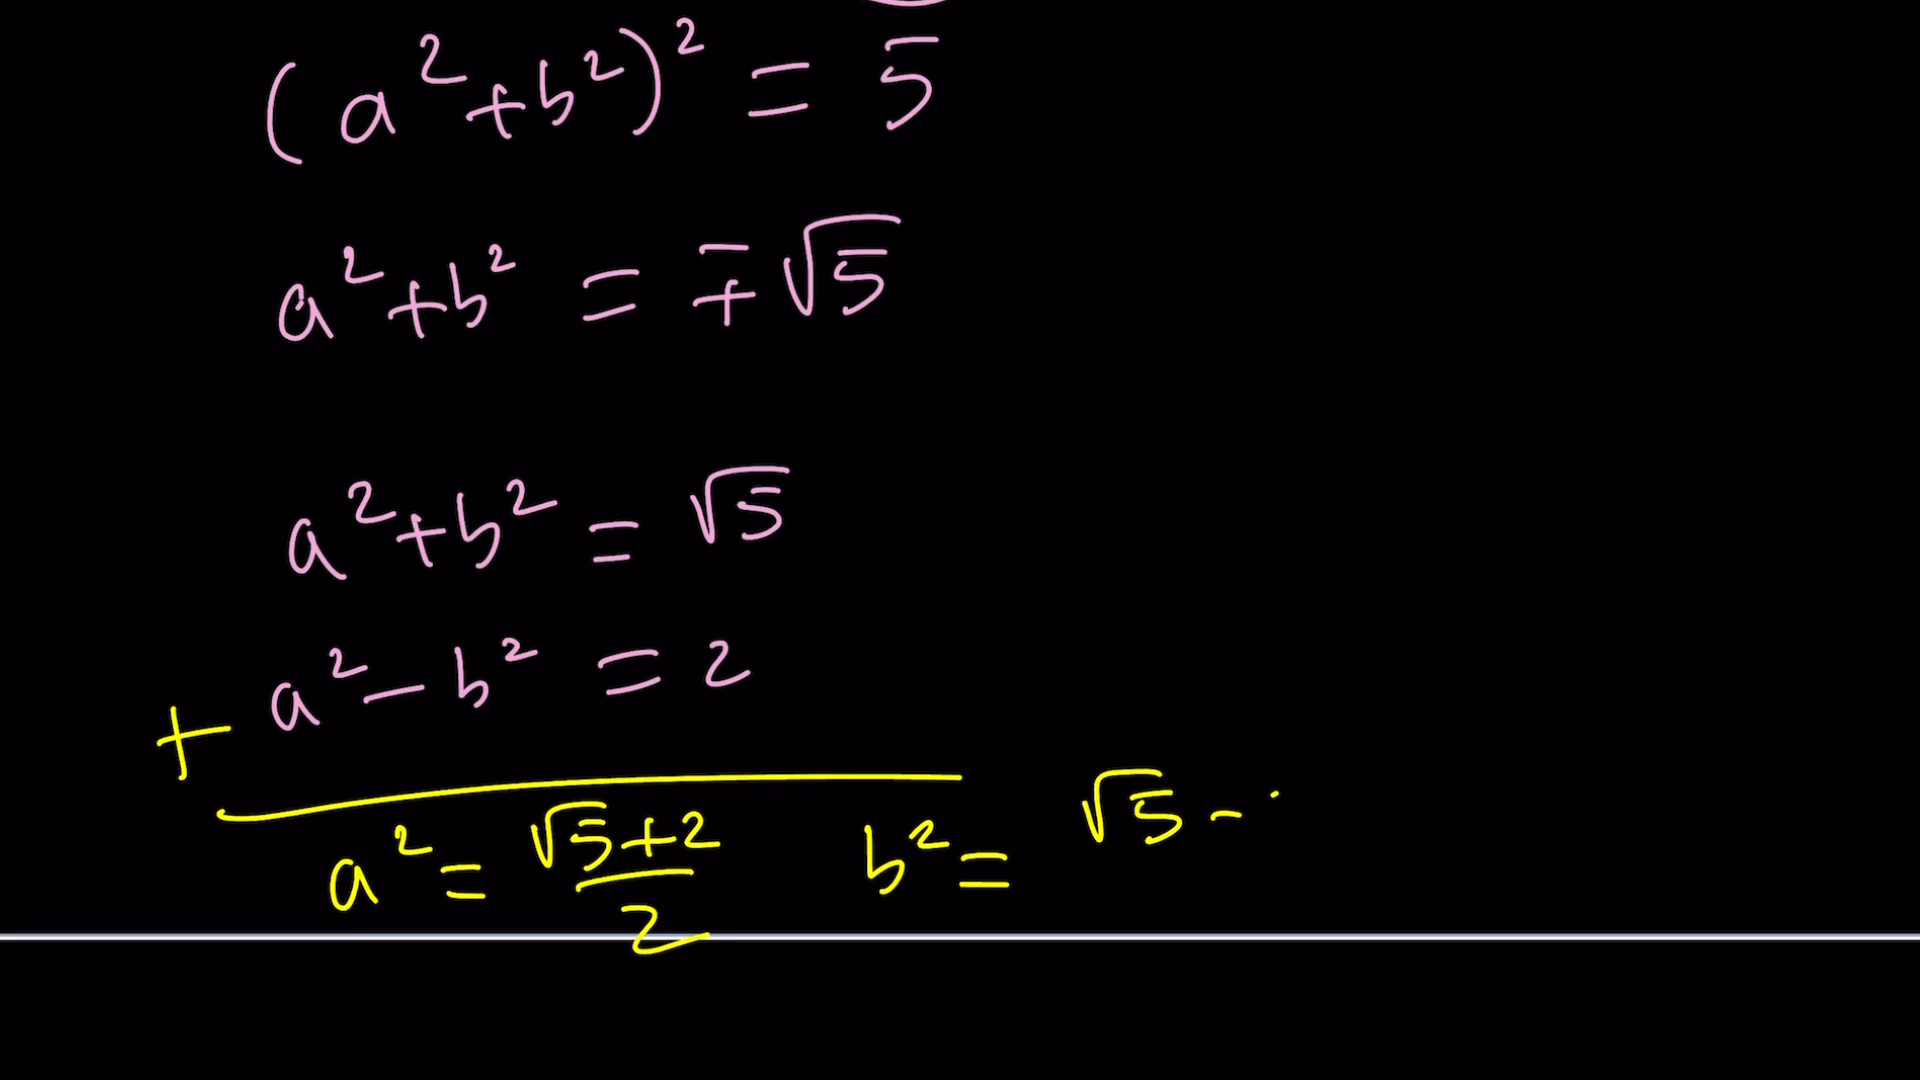 (a²+b²)² = 5
a²+b² = ∓√5
a²+b² = √5
+ a²−b² = 2
a² = (√5+2)/2 b² = √5 −